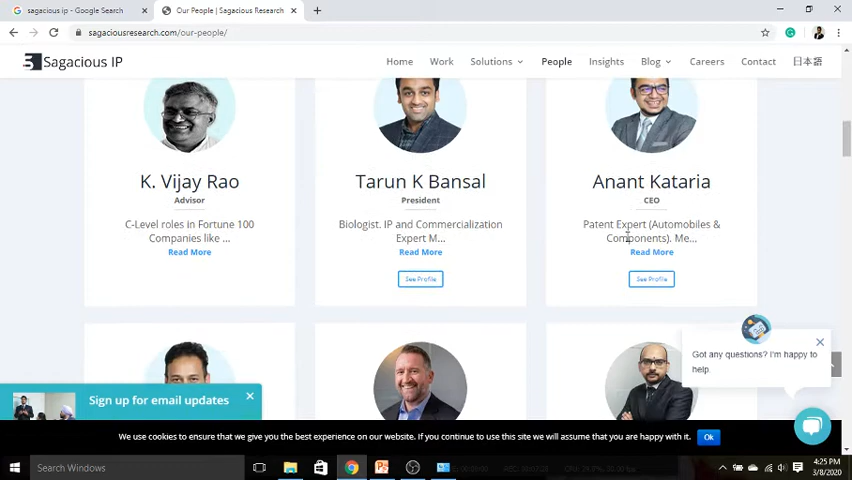 sagacious ip - Google Search
Our People | Sagacious Research
sagaciousresearch.com/our-people/
Sagacious IP
Home Work Solutions People Insights Blog Careers Contact 日本語
K. Vijay Rao
Advisor
C-Level roles in Fortune 100
Companies like ...
Read More
Tarun K Bansal
President
Biologist. IP and Commercialization
Expert M...
Read More
See Profile
Anant Kataria
CEO
Patent Expert (Automobiles &
Components). Me...
Read More
See Profile
Got any questions? I'm happy to
help.
Sign up for email updates
We use cookies to ensure that we give you the best experience on our website. If you continue to use this site we will assume that you are happy with it. Ok
Search Windows
4:25 PM
3/8/2020